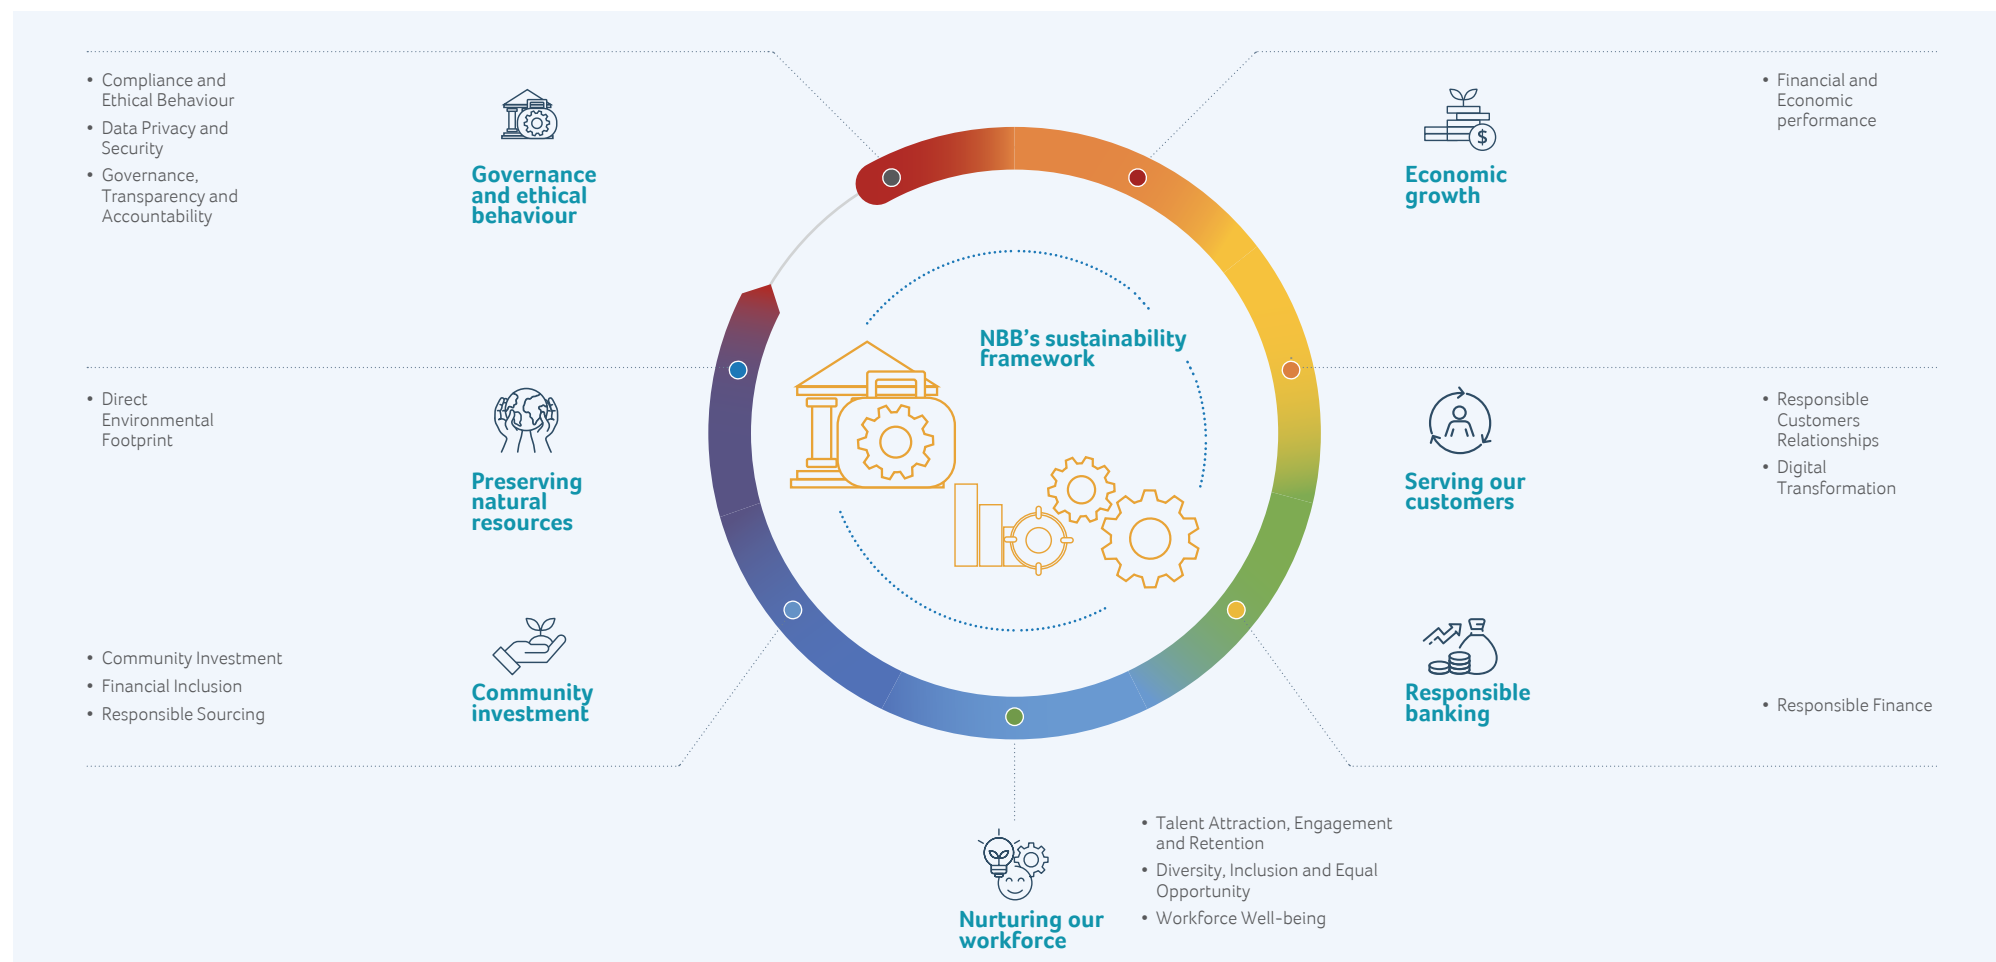 • Compliance and
Ethical Behaviour
• Data Privacy and
Security
• Governance,
Transparency and
Accountability
Governance
and ethical
behaviour
$
Economic
growth
• Financial and
Economic
performance
NBB’s sustainability
framework
• Direct
Environmental
Footprint
Preserving
natural
resources
Serving our
customers
• Responsible
Customers
Relationships
• Digital
Transformation
• Community Investment
• Financial Inclusion
• Responsible Sourcing
Community
investment
Responsible
banking
• Responsible Finance
Nurturing our
workforce
• Talent Attraction, Engagement
and Retention
• Diversity, Inclusion and Equal
Opportunity
• Workforce Well-being